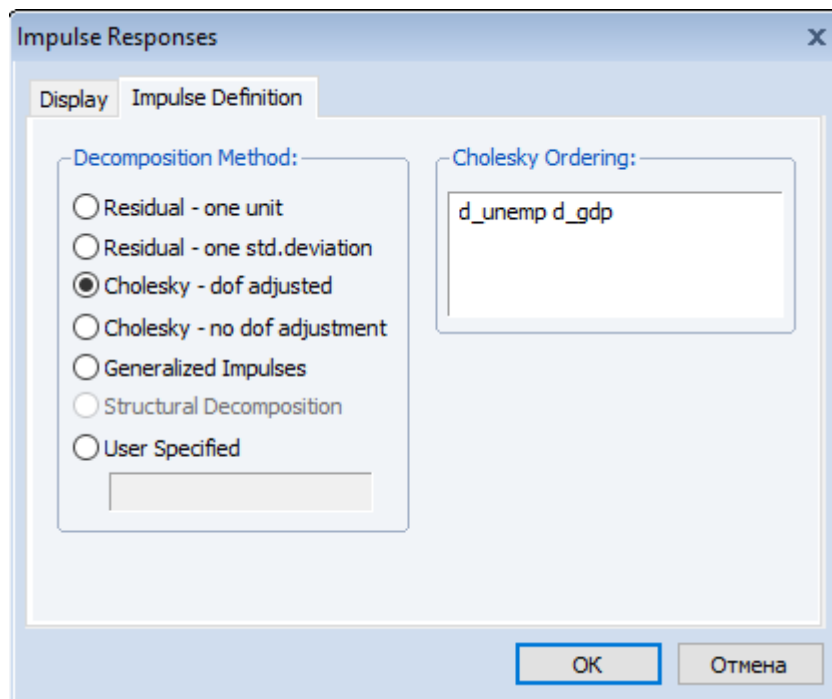 Impulse Responses
Display
Impulse Definition
Decomposition Method:
Residual - one unit
Residual - one std.deviation
Cholesky - dof adjusted
Cholesky - no dof adjustment
Generalized Impulses
Structural Decomposition
User Specified
Cholesky Ordering:
d_unemp d_gdp
OK
Отмена